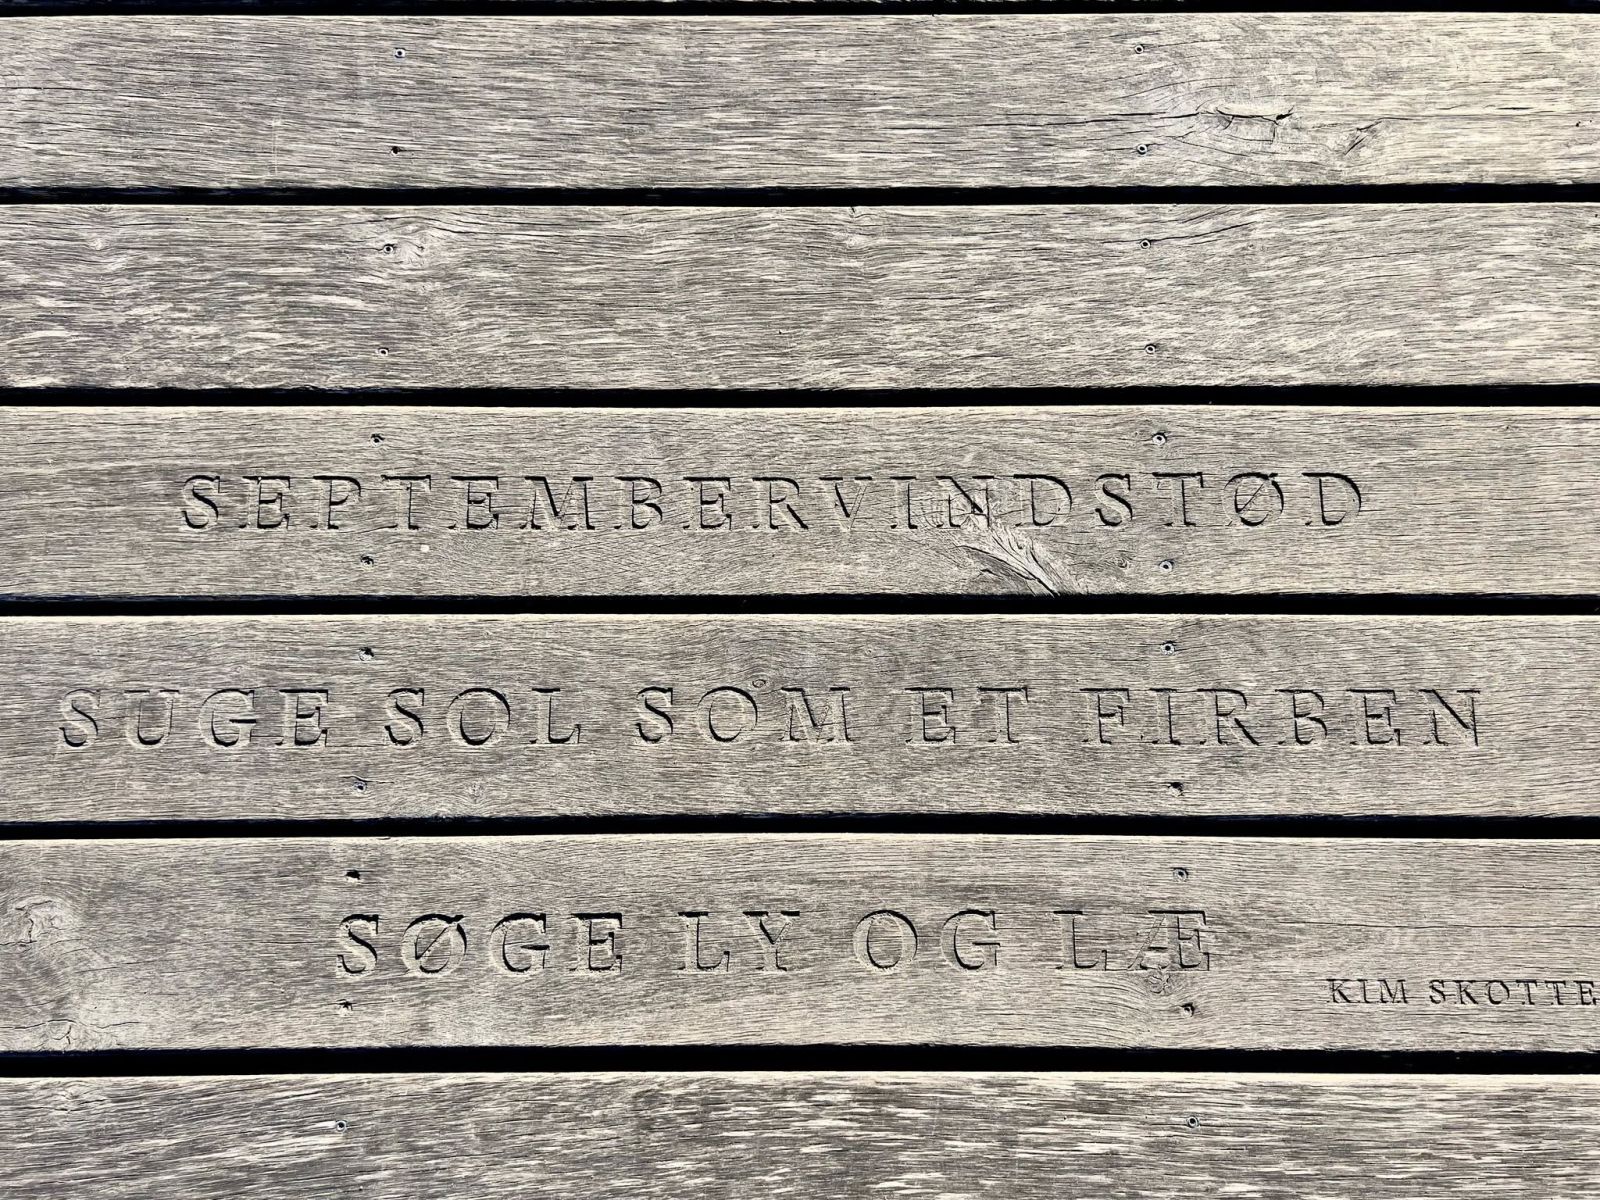 SEPTEMBERVINDSTØD
SUGE SOL SOM ET FIRBEN
SØGE LY OG LÆ
KIM SKOTTE